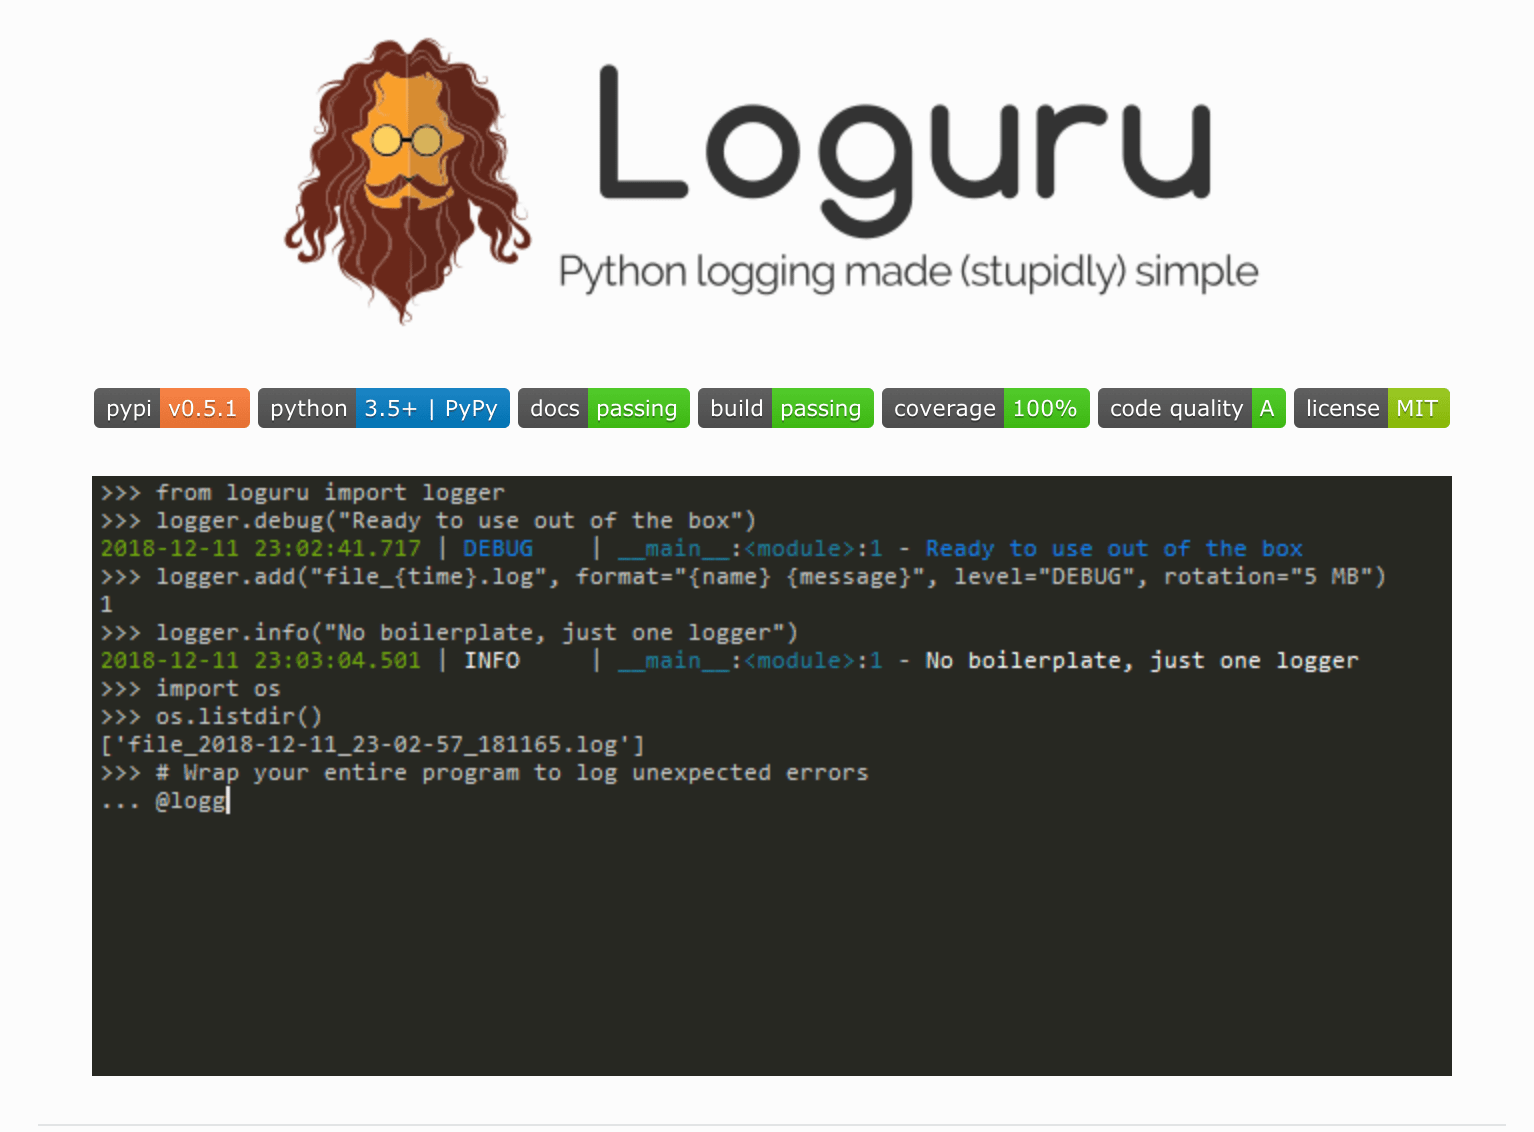 Loguru
Python logging made (stupidly) simple
pypi v0.5.1 python 3.5+ | PyPy docs passing build passing coverage 100% code quality A license MIT
>>> from loguru import logger
>>> logger.debug("Ready to use out of the box")
2018-12-11 23:02:41.717 | DEBUG    | __main__:<module>:1 - Ready to use out of the box
>>> logger.add("file_{time}.log", format="{name} {message}", level="DEBUG", rotation="5 MB")
1
>>> logger.info("No boilerplate, just one logger")
2018-12-11 23:03:04.501 | INFO     | __main__:<module>:1 - No boilerplate, just one logger
>>> import os
>>> os.listdir()
['file_2018-12-11_23-02-57_181165.log']
>>> # Wrap your entire program to log unexpected errors
... @logg